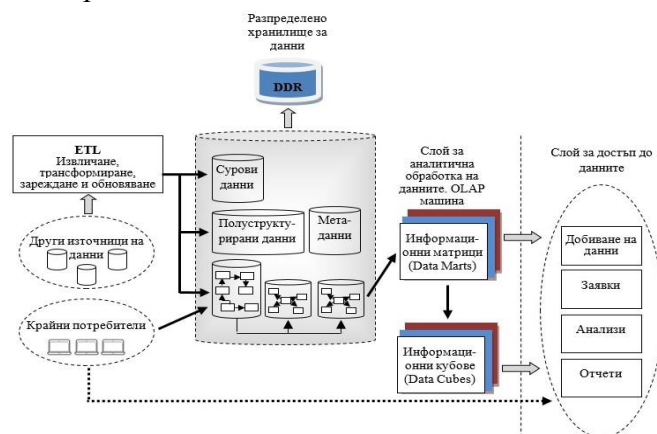 Разпределено
хранилище за
данни
DDR
ETL
Извличане,
трансформиране,
зареждане и обновяване
Други източници на
данни
Крайни потребители
Сурови
данни
Полуструкту-
рирани данни
Мета-
данни
Слой за
аналитична
обработка на
данните. OLAP
машина
Информаци-
онни матрици
(Data Marts)
Информаци-
онни кубове
(Data Cubes)
Слой за достъп до
данните
Добиване на
данни
Заявки
Анализи
Отчети